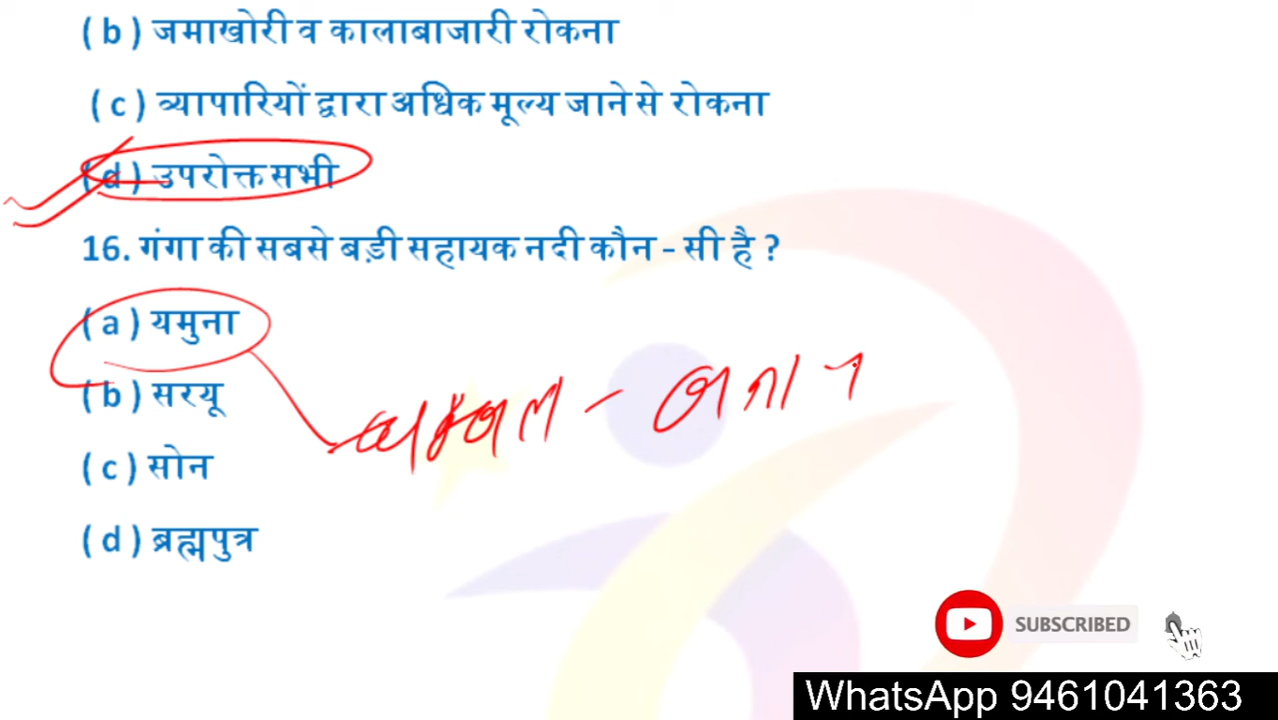 ( b ) जमाखोरी व कालाबाजारी रोकना
( c ) व्यापारियों द्वारा अधिक मूल्य जाने से रोकना
( d ) उपरोक्त सभी
16. गंगा की सबसे बड़ी सहायक नदी कौन - सी है ?
( a ) यमुना
( b ) सरयू
( c ) सोन
( d ) ब्रह्मपुत्र
SUBSCRIBED
WhatsApp 9461041363